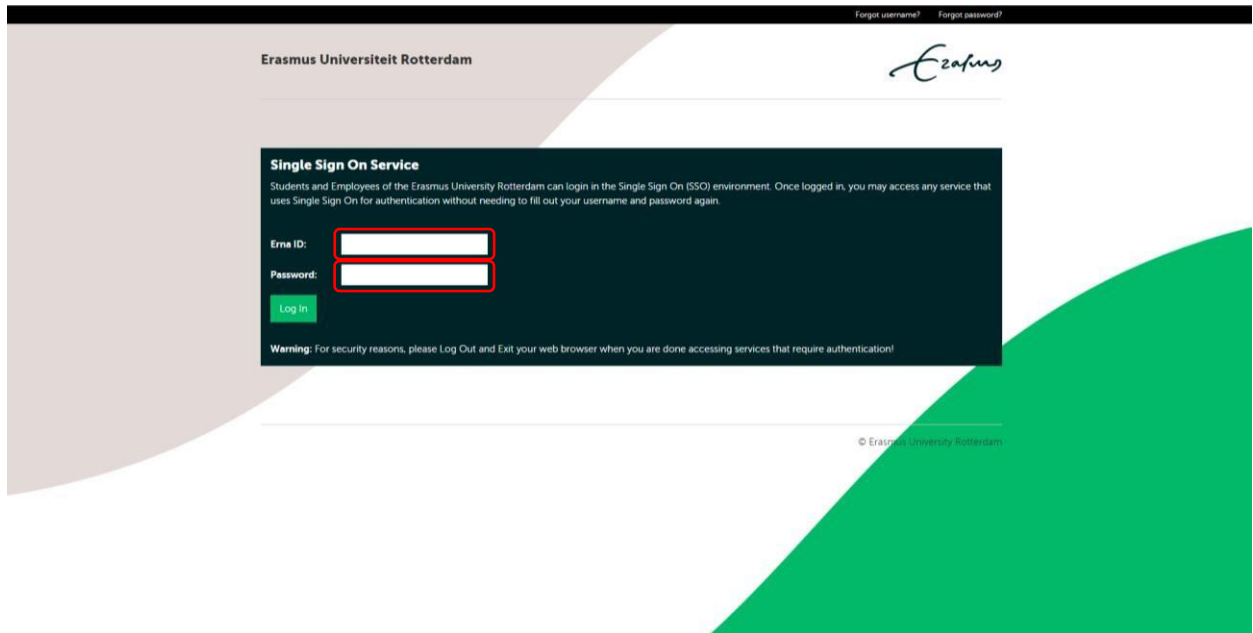 Forgot username? Forgot password?
Erasmus Universiteit Rotterdam
Erasmus
Single Sign On Service
Students and Employees of the Erasmus University Rotterdam can login in the Single Sign On (SSO) environment. Once logged in, you may access any service that
uses Single Sign On for authentication without needing to fill out your username and password again.
Erna ID:
Password:
Log In
Warning: For security reasons, please Log Out and Exit your web browser when you are done accessing services that require authentication!
© Erasmus University Rotterdam